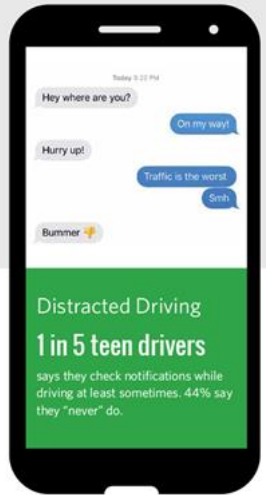 Today 9:22 PM
Hey where are you?
On my way!
Hurry up!
Traffic is the worst
Smh
Bummer 👎
Distracted Driving
1 in 5 teen drivers
says they check notifications while
driving at least sometimes. 44% say
they "never" do.